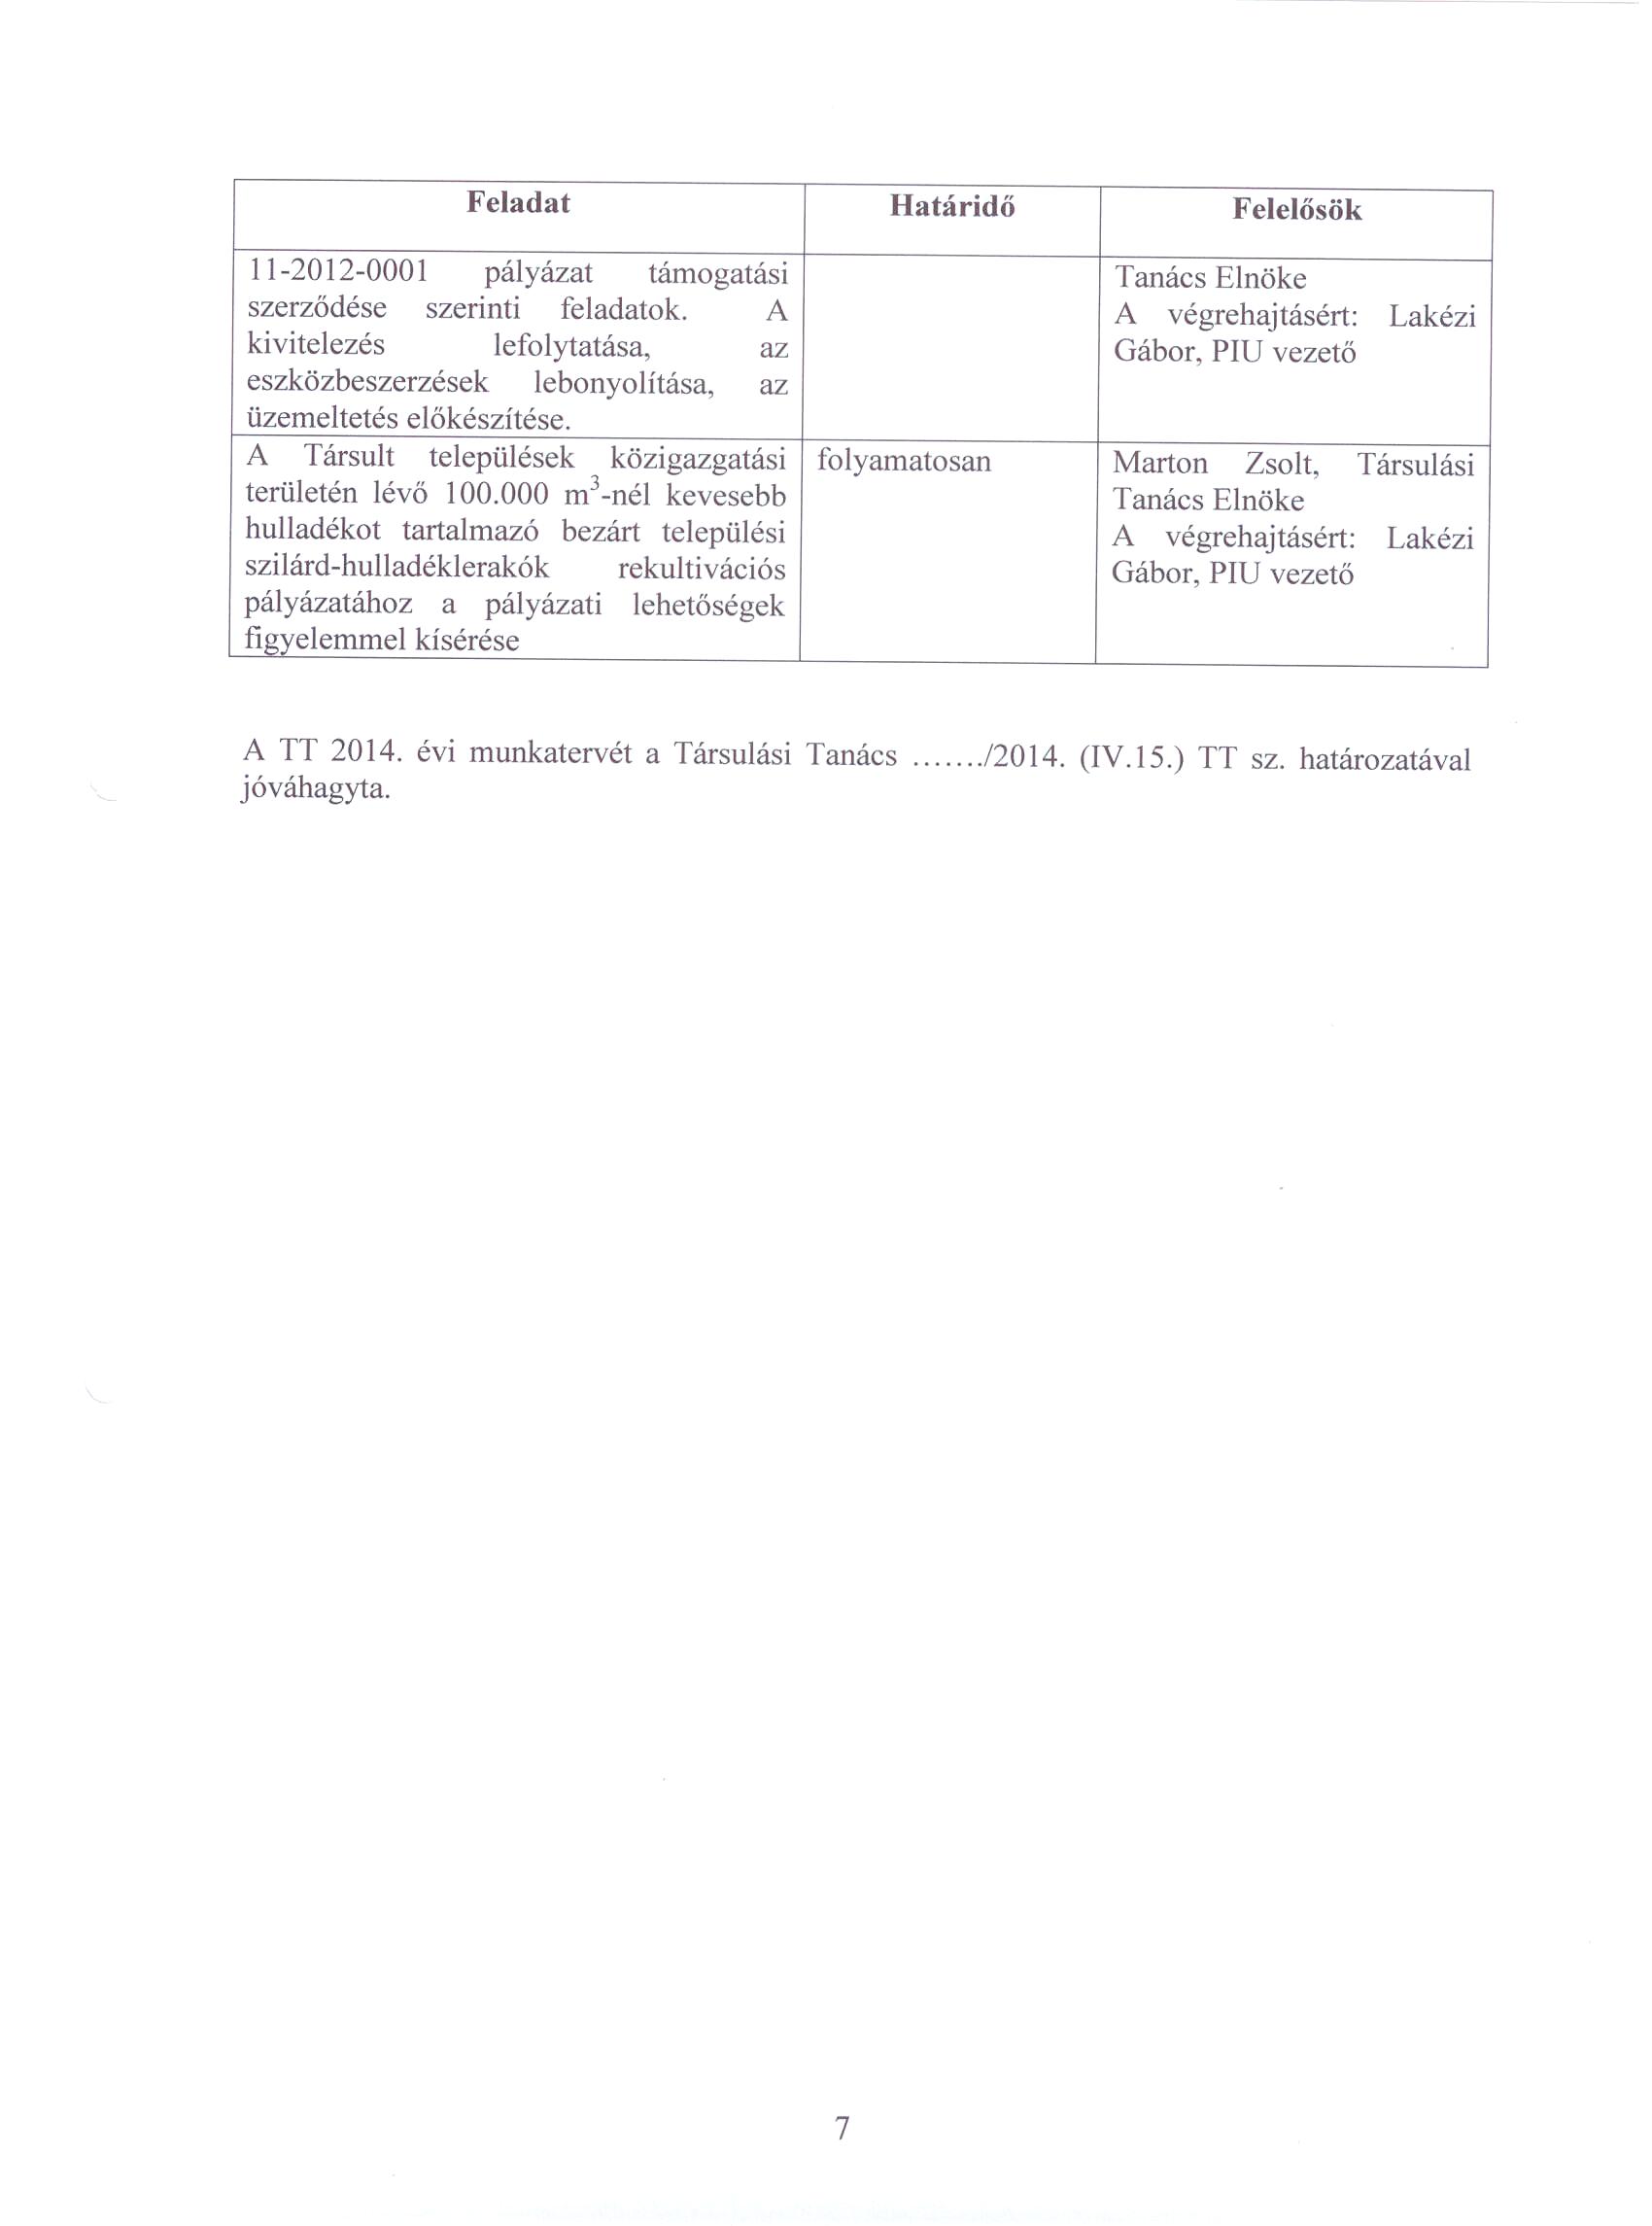 Feladat Határidő Felelősök
11-2012-0001 pályázat támogatási
szerződése szerinti feladatok. A
kivitelezés lefolytatása, az
eszközbeszerzések lebonyolítása, az
üzemeltetés előkészítése.
Tanács Elnöke
A végrehajtásért: Lakézi
Gábor, PIU vezető
A Társult települések közigazgatási
területén lévő 100.000 m³-nél kevesebb
hulladékot tartalmazó bezárt települési
szilárd-hulladéklerakók rekultivációs
pályázatához a pályázati lehetőségek
figyelemmel kísérése
folyamatosan
Marton Zsolt, Társulási
Tanács Elnöke
A végrehajtásért: Lakézi
Gábor, PIU vezető
A TT 2014. évi munkatervét a Társulási Tanács ......./2014. (IV.15.) TT sz. határozatával
jóváhagyta.
7